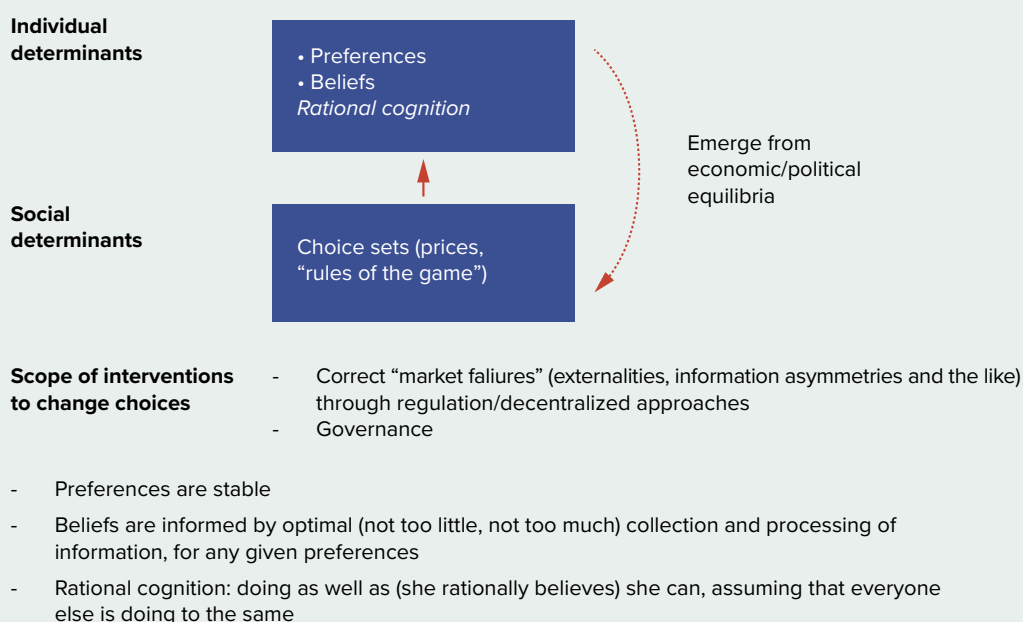 Individual
determinants
• Preferences
• Beliefs
Rational cognition
Emerge from
economic/political
equilibria
Social
determinants
Choice sets (prices,
“rules of the game”)
Scope of interventions
to change choices
- Correct “market faliures” (externalities, information asymmetries and the like)
through regulation/decentralized approaches
- Governance
- Preferences are stable
- Beliefs are informed by optimal (not too little, not too much) collection and processing of
information, for any given preferences
- Rational cognition: doing as well as (she rationally believes) she can, assuming that everyone
else is doing to the same